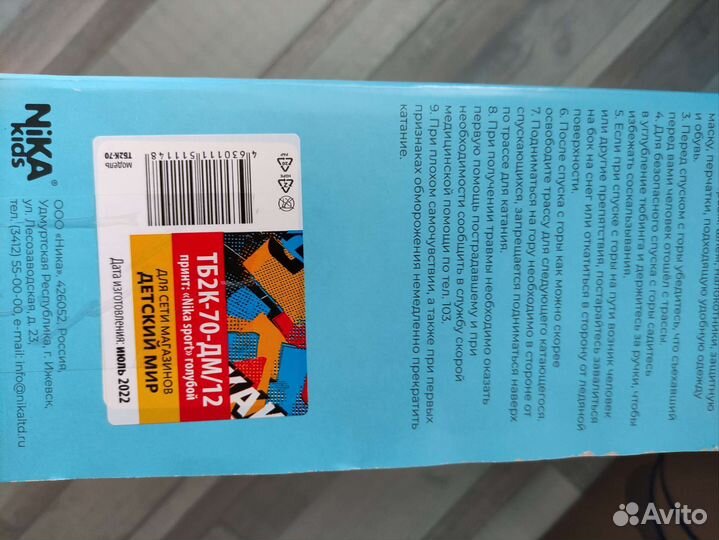 маску, перчатки, подходящую удобную одежду
и обувь.
3. Перед спуском с горы убедитесь, что съехавший
перед вами человек отошёл с трассы.
4. Для безопасного спуска с горы садитесь
в углубление тюбинга и держитесь за ручки, чтобы
избежать соскальзывания.
5. Если при спуске с горы на пути возник человек
или другие препятствия, постарайтесь завалиться
на бок на снег или откатиться в сторону от ледяной
поверхности.
6. После спуска с горы как можно скорее
освободите трассу для следующего катающегося.
7. Подниматься на гору необходимо в стороне от
спускающихся, запрещается подниматься наверх
по трассе для катания.
8. При получении травмы необходимо оказать
первую помощь пострадавшему и при
необходимости сообщить в службу скорой
медицинской помощи по тел. 103.
9. При плохом самочувствии, а также при первых
признаках обморожения немедленно прекратить
катание.
модель
ТБ2К-70
4630111511148
ТБ2К-70-ДМ/12
принт: «Nika sport» голубой
ДЛЯ СЕТИ МАГАЗИНОВ
ДЕТСКИЙ МИР
Дата изготовления: июль 2022
NiKA®
kids
ООО «Ника», 426052, Россия,
Удмуртская Республика, г. Ижевск,
ул. Лесозаводская, д. 23,
тел. (3412) 55-00-00, e-mail: info@nikaltd.ru
Avito